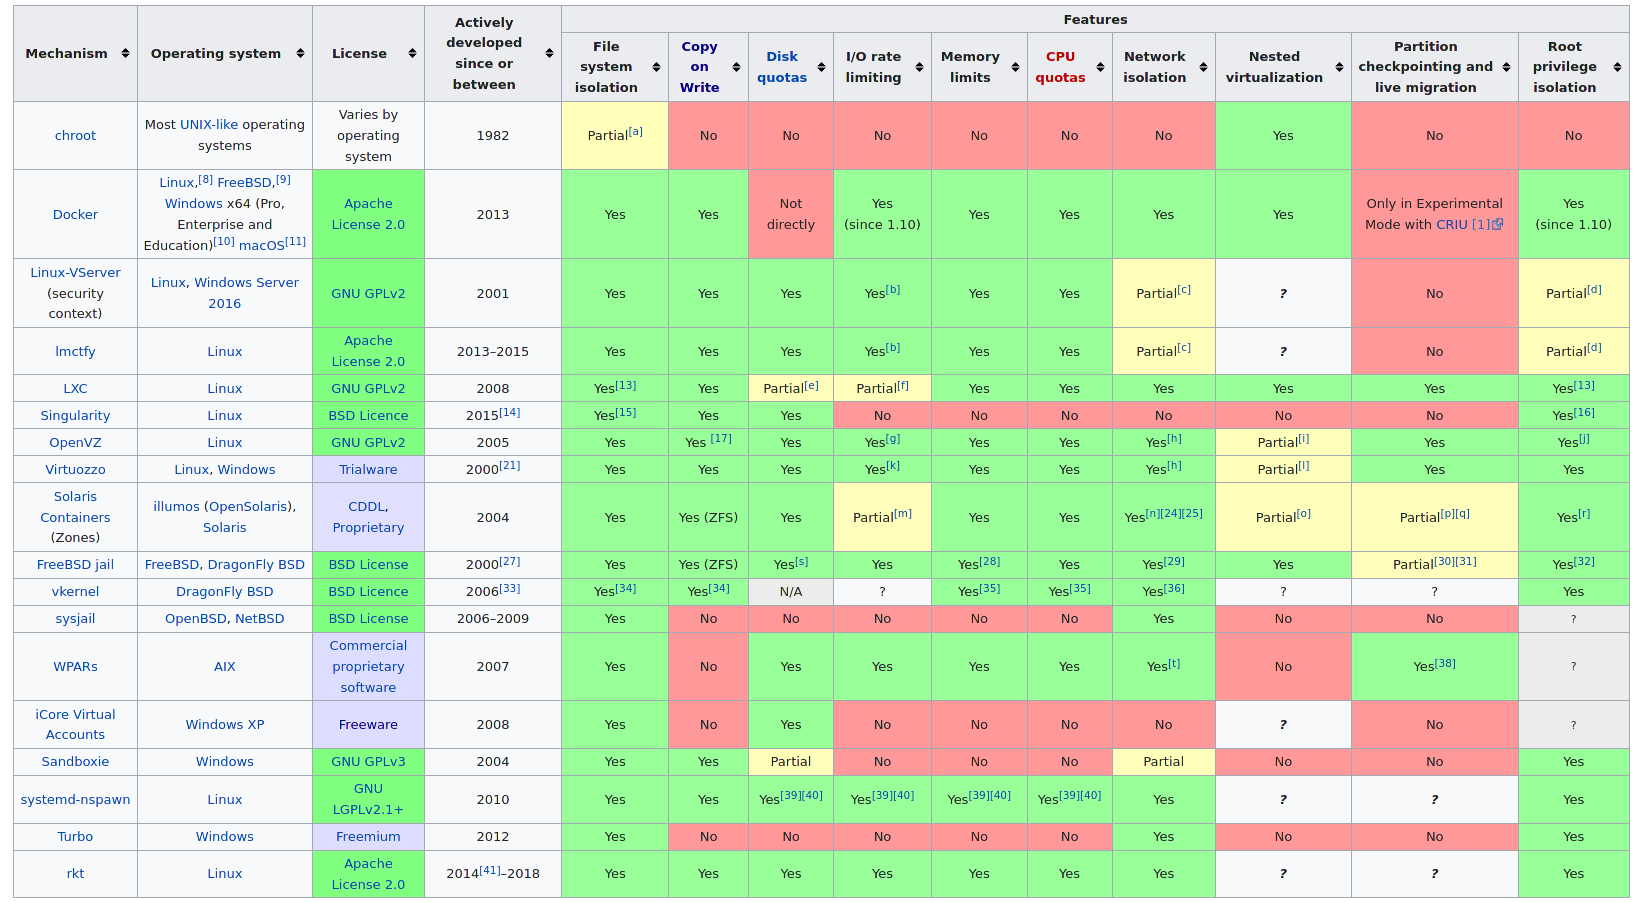 Mechanism Operating system License Actively developed since or between Features
File system isolation Copy on Write Disk quotas I/O rate limiting Memory limits CPU quotas Network isolation Nested virtualization Partition checkpointing and live migration Root privilege isolation
chroot Most UNIX-like operating systems Varies by operating system 1982 Partial[a] No No No No No No Yes No No
Docker Linux,[8] FreeBSD,[9] Windows x64 (Pro, Enterprise and Education)[10] macOS[11] Apache License 2.0 2013 Yes Yes Not directly Yes (since 1.10) Yes Yes Yes Yes Only in Experimental Mode with CRIU [1] Yes (since 1.10)
Linux-VServer (security context) Linux, Windows Server 2016 GNU GPLv2 2001 Yes Yes Yes Yes[b] Yes Yes Partial[c] ? No Partial[d]
lmctfy Linux Apache License 2.0 2013–2015 Yes Yes Yes Yes[b] Yes Yes Partial[c] ? No Partial[d]
LXC Linux GNU GPLv2 2008 Yes[13] Yes Partial[e] Partial[f] Yes Yes Yes Yes Yes Yes[13]
Singularity Linux BSD Licence 2015[14] Yes[15] Yes Yes No No No No No No Yes[16]
OpenVZ Linux GNU GPLv2 2005 Yes Yes [17] Yes Yes[g] Yes Yes Yes[h] Partial[i] Yes Yes[j]
Virtuozzo Linux, Windows Trialware 2000[21] Yes Yes Yes Yes[k] Yes Yes Yes[h] Partial[l] Yes Yes
Solaris Containers (Zones) illumos (OpenSolaris), Solaris CDDL, Proprietary 2004 Yes Yes (ZFS) Yes Partial[m] Yes Yes Yes[n][24][25] Partial[o] Partial[p][q] Yes[r]
FreeBSD jail FreeBSD, DragonFly BSD BSD License 2000[27] Yes Yes (ZFS) Yes[s] Yes Yes[28] Yes Yes[29] Yes Partial[30][31] Yes[32]
vkernel DragonFly BSD BSD Licence 2006[33] Yes[34] Yes[34] N/A ? Yes[35] Yes[35] Yes[36] ? ? Yes
sysjail OpenBSD, NetBSD BSD License 2006–2009 Yes No No No No No Yes No No ?
WPARs AIX Commercial proprietary software 2007 Yes No Yes Yes Yes Yes Yes[t] No Yes[38] ?
iCore Virtual Accounts Windows XP Freeware 2008 Yes No Yes No No No No ? No ?
Sandboxie Windows GNU GPLv3 2004 Yes Yes Partial No No No Partial No No Yes
systemd-nspawn Linux GNU LGPLv2.1+ 2010 Yes Yes Yes[39][40] Yes[39][40] Yes[39][40] Yes[39][40] Yes ? ? Yes
Turbo Windows Freemium 2012 Yes No No No No No Yes No No Yes
rkt Linux Apache License 2.0 2014[41]–2018 Yes Yes Yes Yes Yes Yes Yes ? ? Yes